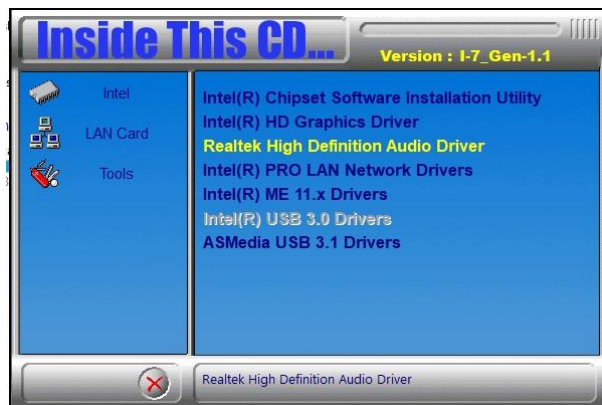 Inside This CD...
Version : I-7_Gen-1.1
Intel
LAN Card
Tools
Intel(R) Chipset Software Installation Utility
Intel(R) HD Graphics Driver
Realtek High Definition Audio Driver
Intel(R) PRO LAN Network Drivers
Intel(R) ME 11.x Drivers
Intel(R) USB 3.0 Drivers
ASMedia USB 3.1 Drivers
Realtek High Definition Audio Driver